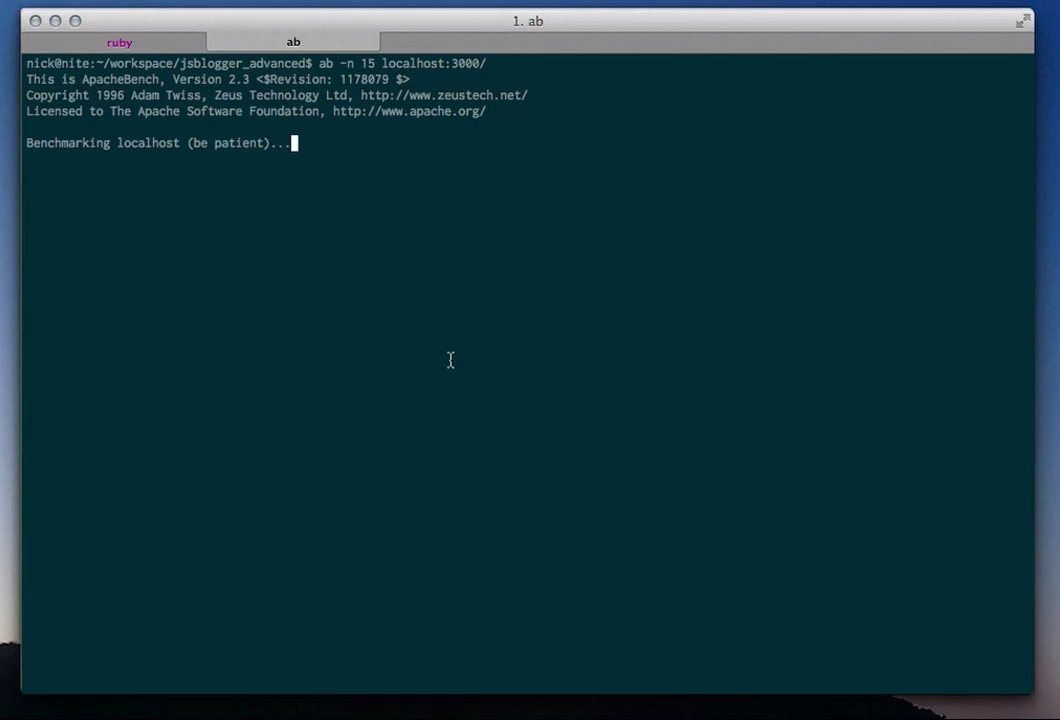 1. ab
ruby
ab
nick@nite:~/workspace/jsblogger_advanced$ ab -n 15 localhost:3000/
This is ApacheBench, Version 2.3 <$Revision: 1178079 $>
Copyright 1996 Adam Twiss, Zeus Technology Ltd, http://www.zeustech.net/
Licensed to The Apache Software Foundation, http://www.apache.org/
Benchmarking localhost (be patient)...